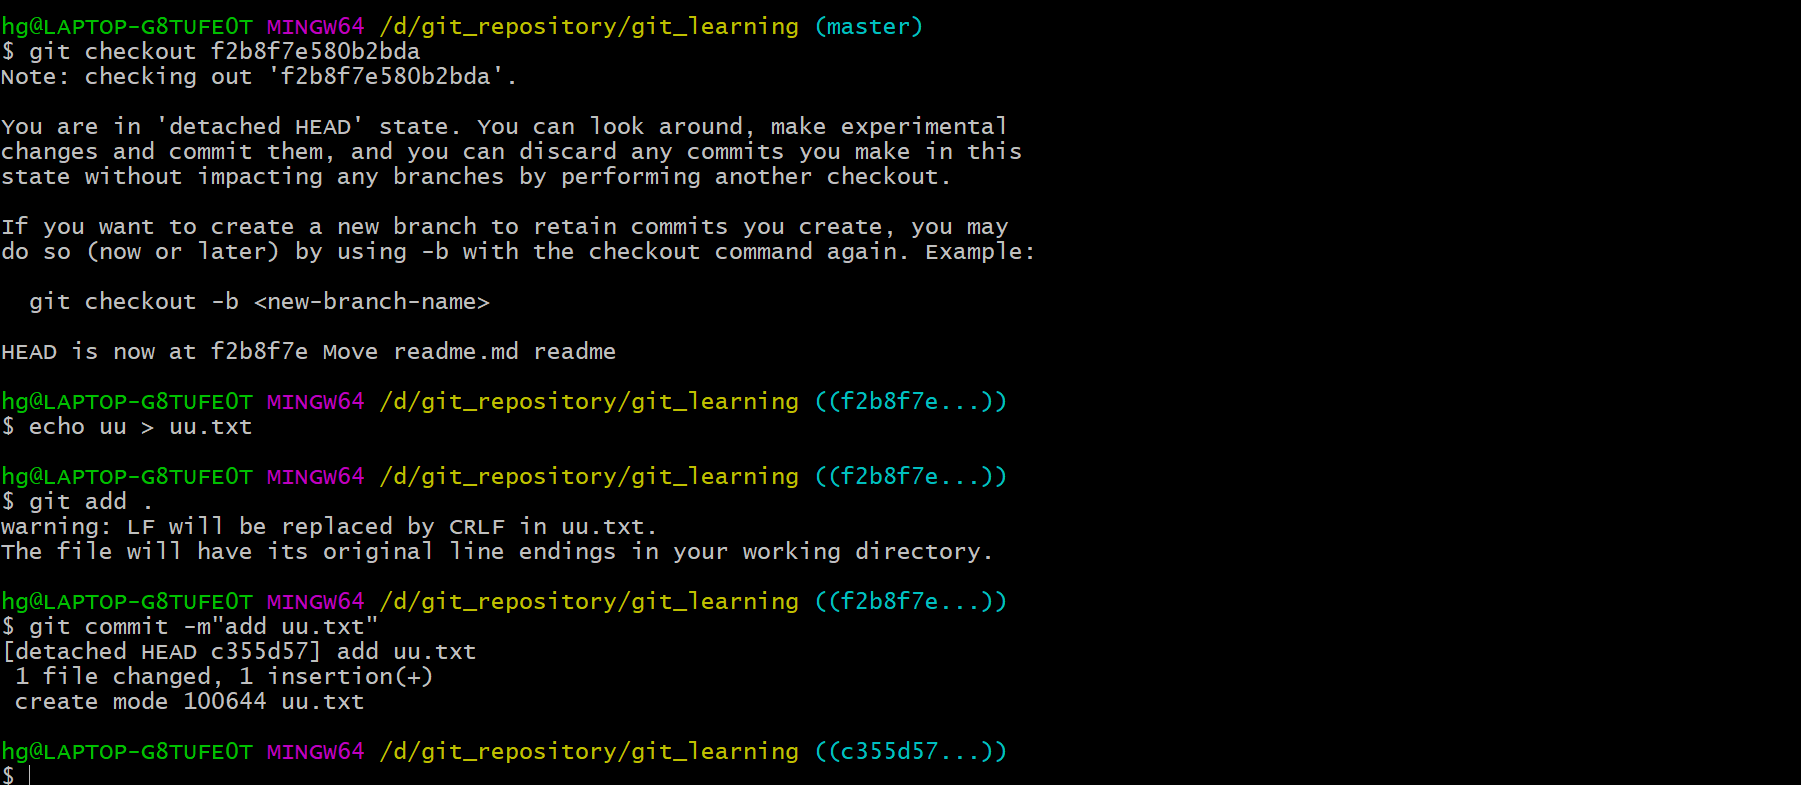 hg@LAPTOP-G8TUFE0T MINGW64 /d/git_repository/git_learning (master)
$ git checkout f2b8f7e580b2bda
Note: checking out 'f2b8f7e580b2bda'.
You are in 'detached HEAD' state. You can look around, make experimental
changes and commit them, and you can discard any commits you make in this
state without impacting any branches by performing another checkout.
If you want to create a new branch to retain commits you create, you may
do so (now or later) by using -b with the checkout command again. Example:
git checkout -b <new-branch-name>
HEAD is now at f2b8f7e Move readme.md readme
hg@LAPTOP-G8TUFE0T MINGW64 /d/git_repository/git_learning ((f2b8f7e...))
$ echo uu > uu.txt
hg@LAPTOP-G8TUFE0T MINGW64 /d/git_repository/git_learning ((f2b8f7e...))
$ git add .
warning: LF will be replaced by CRLF in uu.txt.
The file will have its original line endings in your working directory.
hg@LAPTOP-G8TUFE0T MINGW64 /d/git_repository/git_learning ((f2b8f7e...))
$ git commit -m"add uu.txt"
[detached HEAD c355d57] add uu.txt
1 file changed, 1 insertion(+)
create mode 100644 uu.txt
hg@LAPTOP-G8TUFE0T MINGW64 /d/git_repository/git_learning ((c355d57...))
$